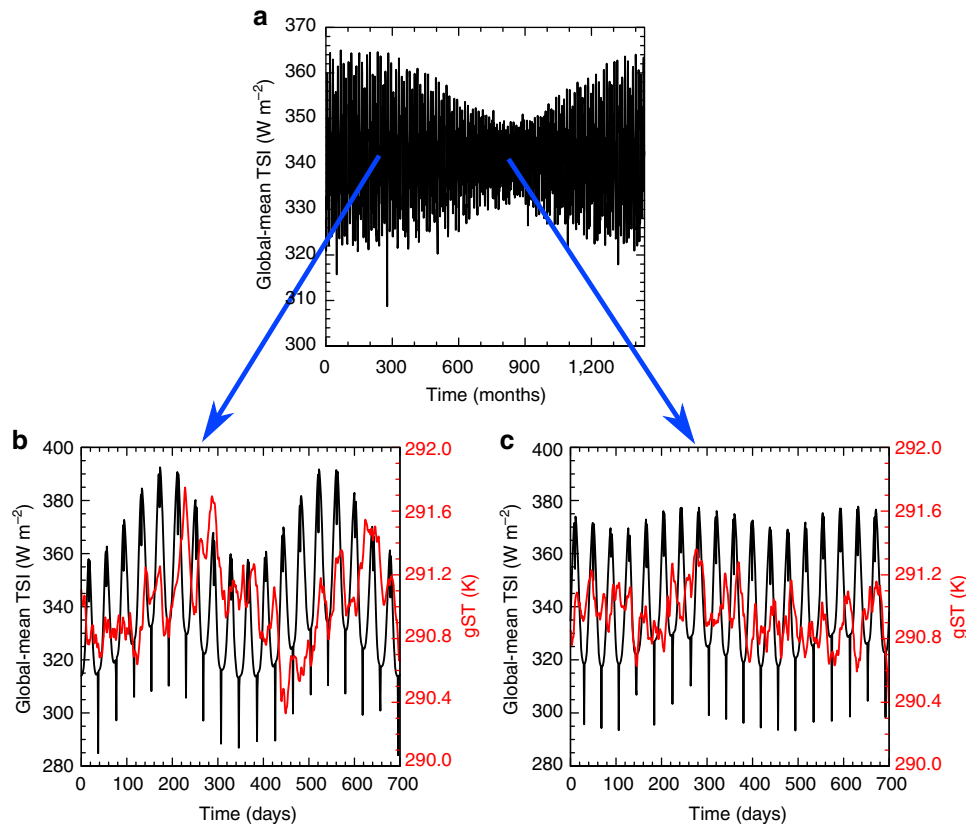 a
370
360
350
340
330
320
310
300
Global-mean TSI (W m⁻²)
0 300 600 900 1,200
Time (months)
b
400
380
360
340
320
300
280
Global-mean TSI (W m⁻²)
292.0
291.6
291.2
290.8
290.4
290.0
gST (K)
0 100 200 300 400 500 600 700
Time (days)
c
400
380
360
340
320
300
280
Global-mean TSI (W m⁻²)
292.0
291.6
291.2
290.8
290.4
290.0
gST (K)
0 100 200 300 400 500 600 700
Time (days)